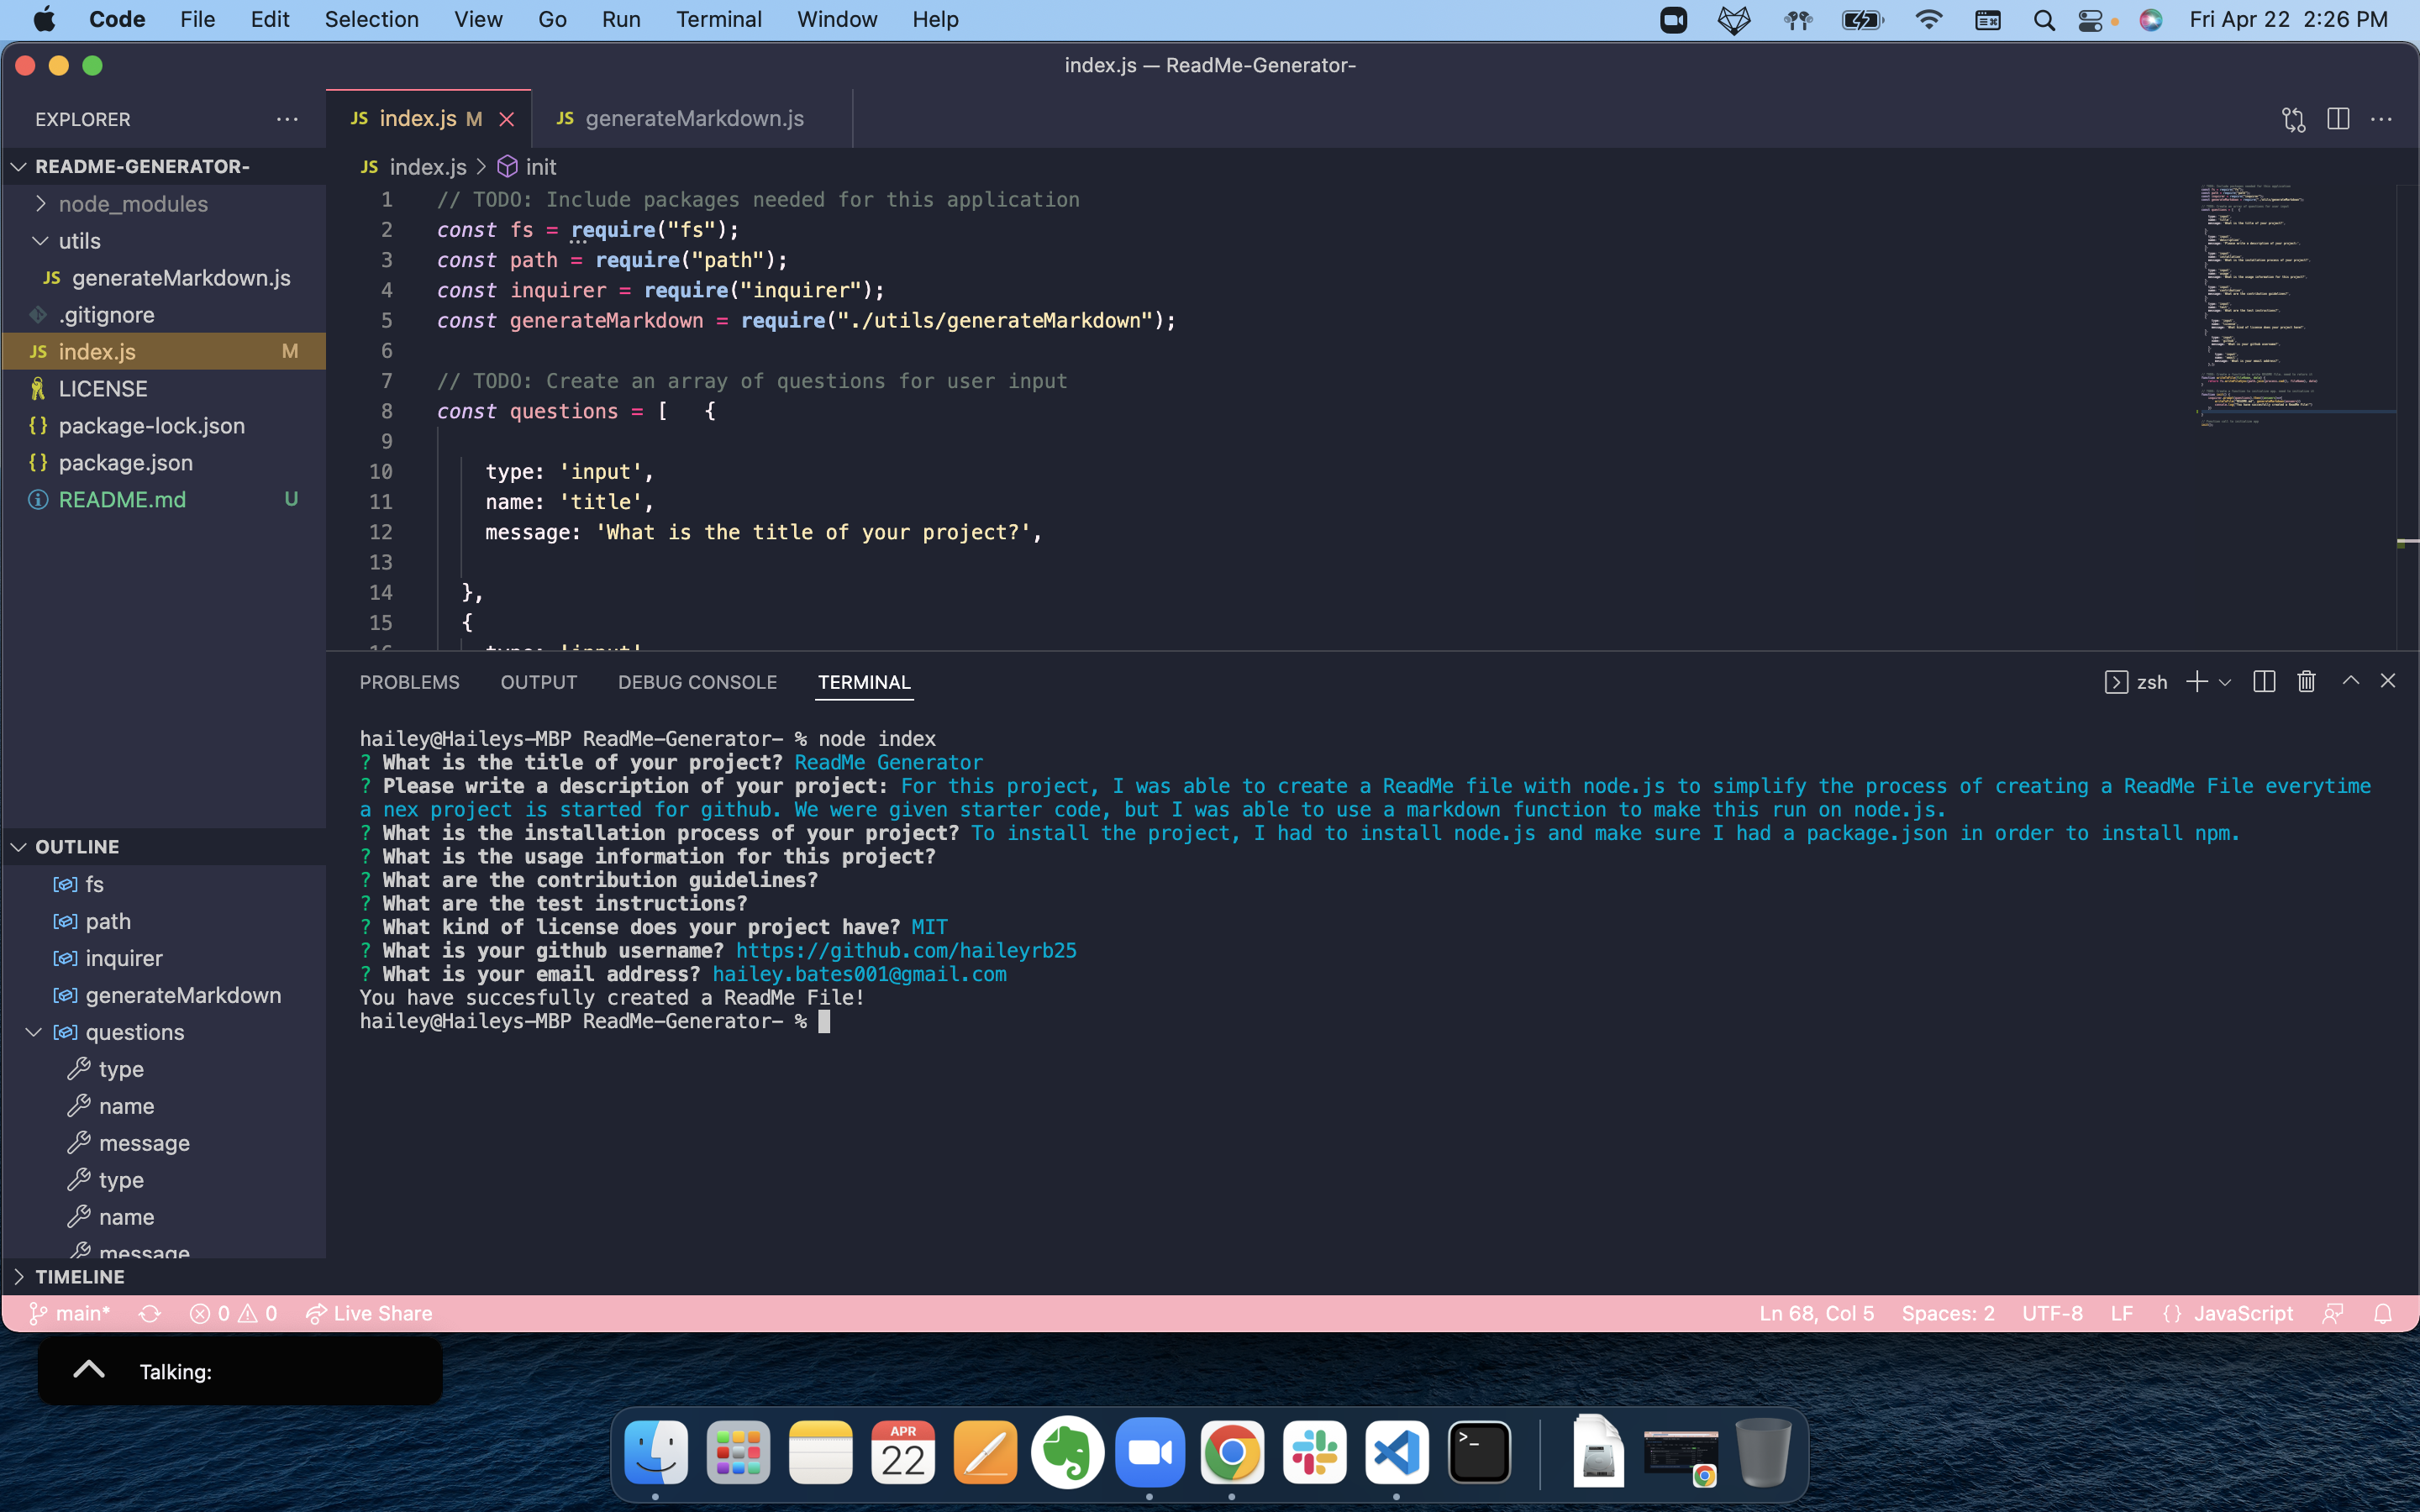 Code File Edit Selection View Go Run Terminal Window Help Fri Apr 22 2:26 PM
index.js — ReadMe-Generator-
EXPLORER
JS index.js M
JS generateMarkdown.js
README-GENERATOR-
node_modules
utils
JS generateMarkdown.js
.gitignore
JS index.js M
LICENSE
{} package-lock.json
{} package.json
README.md U
OUTLINE
fs
path
inquirer
generateMarkdown
questions
type
name
message
type
name
message
TIMELINE
JS index.js > init
1 // TODO: Include packages needed for this application
2 const fs = require("fs");
3 const path = require("path");
4 const inquirer = require("inquirer");
5 const generateMarkdown = require("./utils/generateMarkdown");
6
7 // TODO: Create an array of questions for user input
8 const questions = [ {
9
10 type: 'input',
11 name: 'title',
12 message: 'What is the title of your project?',
13
14 },
15 {
16 type: 'input',
PROBLEMS OUTPUT DEBUG CONSOLE TERMINAL zsh
hailey@Haileys-MBP ReadMe-Generator- % node index
? What is the title of your project? ReadMe Generator
? Please write a description of your project: For this project, I was able to create a ReadMe file with node.js to simplify the process of creating a ReadMe File everytime
a nex project is started for github. We were given starter code, but I was able to use a markdown function to make this run on node.js.
? What is the installation process of your project? To install the project, I had to install node.js and make sure I had a package.json in order to install npm.
? What is the usage information for this project?
? What are the contribution guidelines?
? What are the test instructions?
? What kind of license does your project have? MIT
? What is your github username? https://github.com/haileyrb25
? What is your email address? hailey.bates001@gmail.com
You have succesfully created a ReadMe File!
hailey@Haileys-MBP ReadMe-Generator- %
main* 0 0 Live Share Ln 68, Col 5 Spaces: 2 UTF-8 LF {} JavaScript
Talking:
APR
22
>_